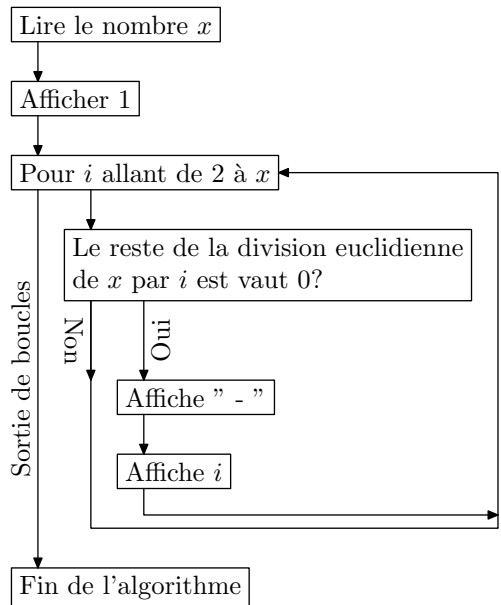 Lire le nombre x
Afficher 1
Pour i allant de 2 à x
Le reste de la division euclidienne
de x par i est vaut 0?
Non
Oui
Affiche " - "
Affiche i
Sortie de boucles
Fin de l'algorithme